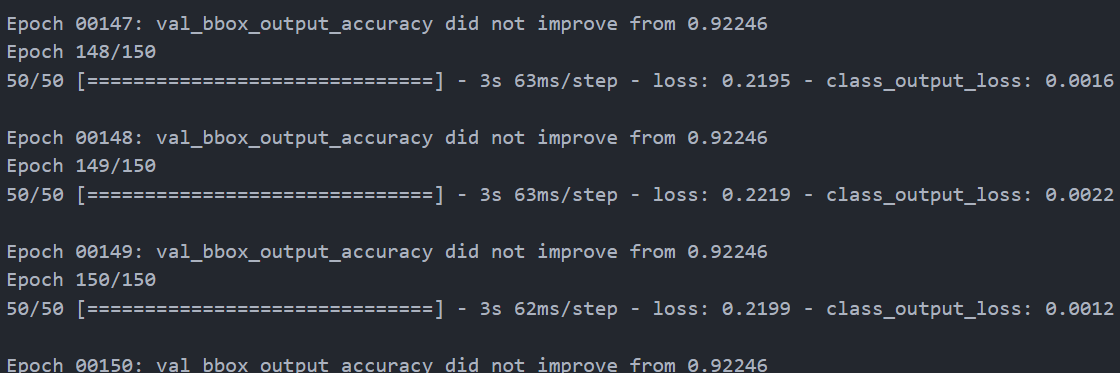 Epoch 00147: val_bbox_output_accuracy did not improve from 0.92246
Epoch 148/150
50/50 [==============================] - 3s 63ms/step - loss: 0.2195 - class_output_loss: 0.0016
Epoch 00148: val_bbox_output_accuracy did not improve from 0.92246
Epoch 149/150
50/50 [==============================] - 3s 63ms/step - loss: 0.2219 - class_output_loss: 0.0022
Epoch 00149: val_bbox_output_accuracy did not improve from 0.92246
Epoch 150/150
50/50 [==============================] - 3s 62ms/step - loss: 0.2199 - class_output_loss: 0.0012
Epoch 00150: val_bbox_output_accuracy did not improve from 0.92246